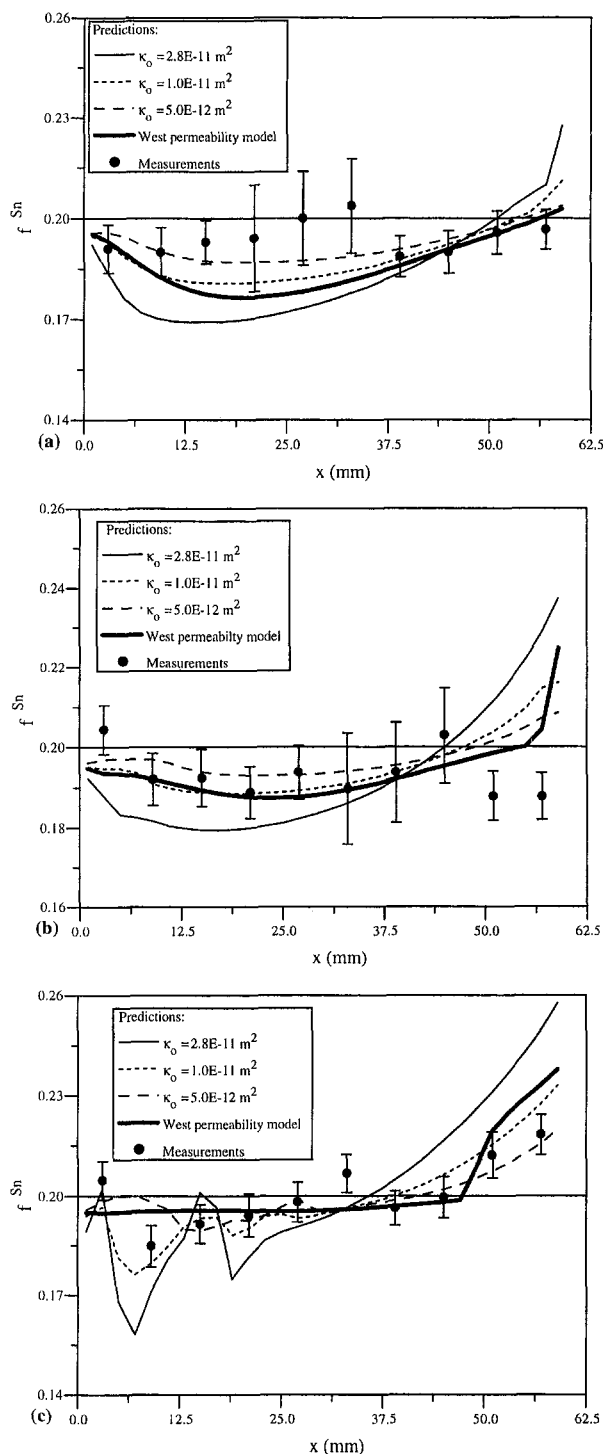 0.26
Predictions:
κo = 2.8E-11 m²
κo = 1.0E-11 m²
κo = 5.0E-12 m²
West permeability model
Measurements
0.23
f Sn
0.20
0.17
0.14
(a)
0.0 12.5 25.0 37.5 50.0 62.5
x (mm)
0.26
Predictions:
κo = 2.8E-11 m²
κo = 1.0E-11 m²
κo = 5.0E-12 m²
West permeabilty model
Measurements
0.24
0.22
f Sn
0.20
0.18
0.16
(b)
0.0 12.5 25.0 37.5 50.0 62.5
x (mm)
0.26
Predictions:
κo = 2.8E-11 m²
κo = 1.0E-11 m²
κo = 5.0E-12 m²
West permeability model
Measurements
0.23
f Sn
0.20
0.17
0.14
(c)
0.0 12.5 25.0 37.5 50.0 62.5
x (mm)